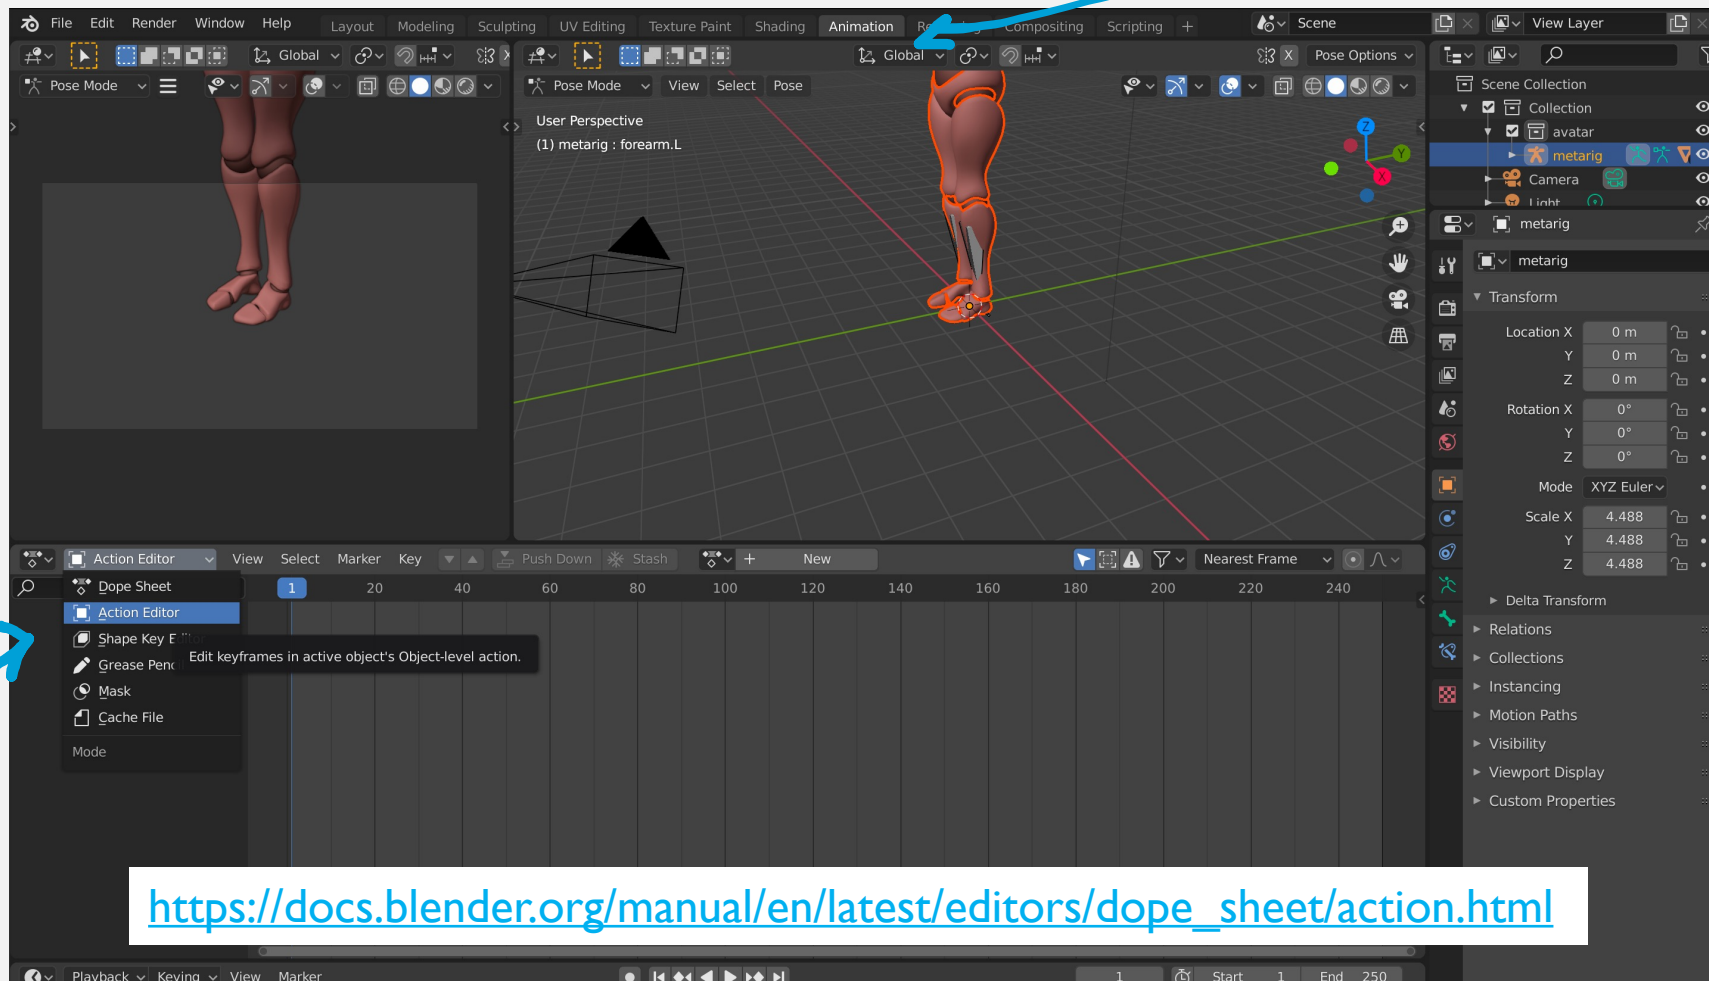 File Edit Render Window Help Layout Modeling Sculpting UV Editing Texture Paint Shading Animation Compositing Scripting + Scene View Layer
Global Global X Pose Options
Pose Mode Pose Mode View Select Pose
User Perspective
(1) metarig : forearm.L
Z
Y
X
Scene Collection
Collection
avatar
metarig
Camera
Light
metarig
metarig
Transform
Location X 0 m
Y 0 m
Z 0 m
Rotation X 0°
Y 0°
Z 0°
Mode XYZ Euler
Scale X 4.488
Y 4.488
Z 4.488
Delta Transform
Relations
Collections
Instancing
Motion Paths
Visibility
Viewport Display
Custom Properties
Action Editor View Select Marker Key Push Down Stash + New Nearest Frame
1 20 40 60 80 100 120 140 160 180 200 220 240
Dope Sheet
Action Editor
Shape Key Editor
Grease Penc
Mask
Cache File
Mode
Edit keyframes in active object's Object-level action.
https://docs.blender.org/manual/en/latest/editors/dope_sheet/action.html
Playback Keying View Marker 1 Start 1 End 250